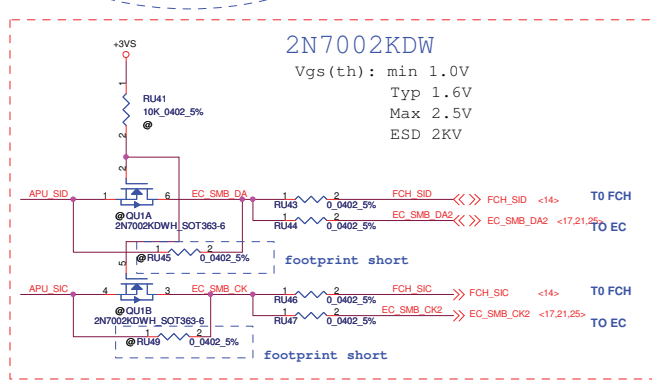 +3VS
2N7002KDW
Vgs(th): min 1.0V
Typ 1.6V
Max 2.5V
ESD 2KV
1
RU41
10K_0402_5%
@
2
2
APU_SID 1 6 EC_SMB_DA 1 2 FCH_SID FCH_SID <14> T0 FCH
RU43 0_0402_5%
@QU1A 1 2 EC_SMB_DA2 EC_SMB_DA2 <17,21,25> TO EC
2N7002KDWH_SOT363-6 RU44 0_0402_5%
1 2
@RU45 0_0402_5% footprint short
5
APU_SIC 4 3 EC_SMB_CK 1 2 FCH_SIC FCH_SIC <14> T0 FCH
RU46 0_0402_5%
@QU1B 1 2 EC_SMB_CK2 EC_SMB_CK2 <17,21,25> TO EC
2N7002KDWH_SOT363-6 RU47 0_0402_5%
1 2
@RU49 0_0402_5%
footprint short